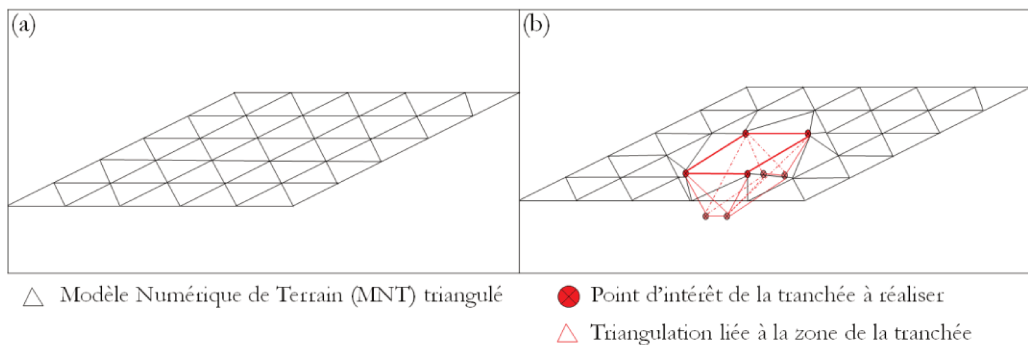 (a)
(b)
Modèle Numérique de Terrain (MNT) triangulé
Point d'intérêt de la tranchée à réaliser
Triangulation liée à la zone de la tranchée